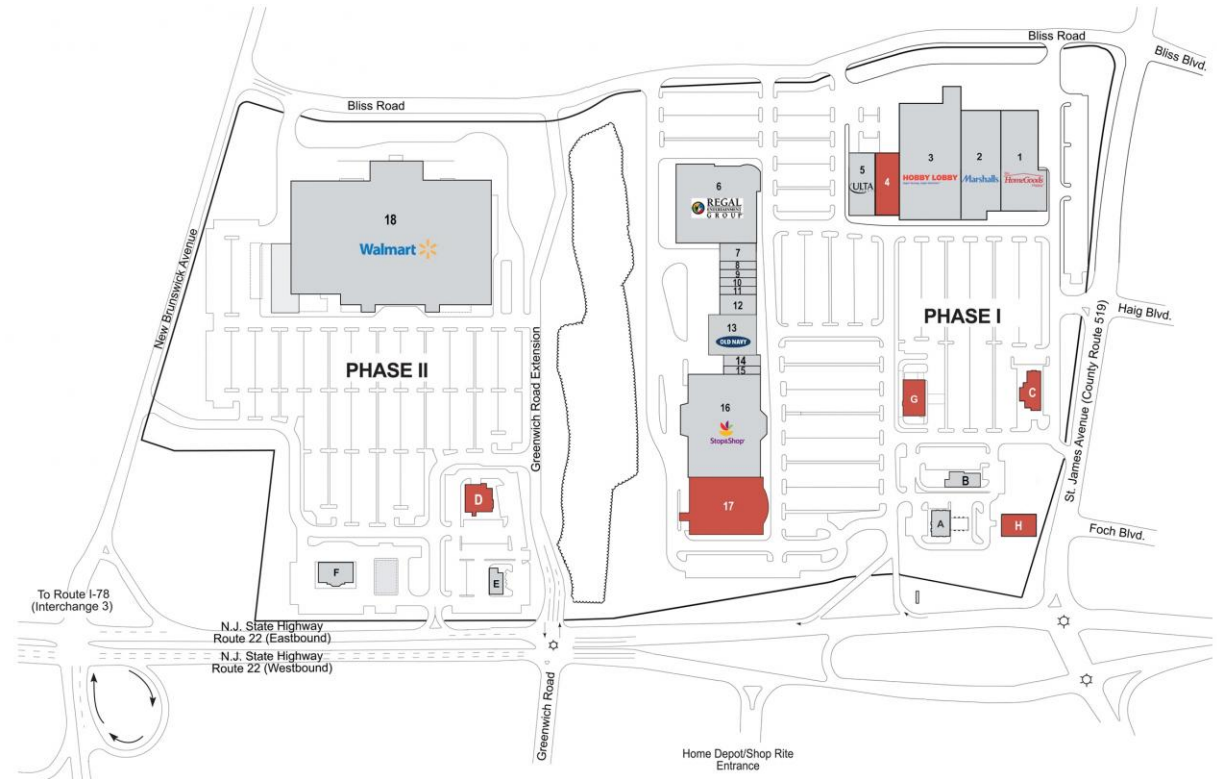 Bliss Road
Bliss Blvd.
Bliss Road
New Brunswick Avenue
18
Walmart
PHASE II
Greenwich Road Extension
D
F
E
6
REGAL
ENTERTAINMENT
GROUP
7
8
9
10
11
12
13
OLD NAVY
14
15
16
Stop&Shop
17
5
ULTA
4
3
HOBBY LOBBY
2
Marshalls
1
HomeGoods
PHASE I
G
C
B
A
H
St. James Avenue (County Route 519)
Haig Blvd.
Foch Blvd.
To Route I-78
(Interchange 3)
N.J. State Highway
Route 22 (Eastbound)
N.J. State Highway
Route 22 (Westbound)
Greenwich Road
Home Depot/Shop Rite
Entrance